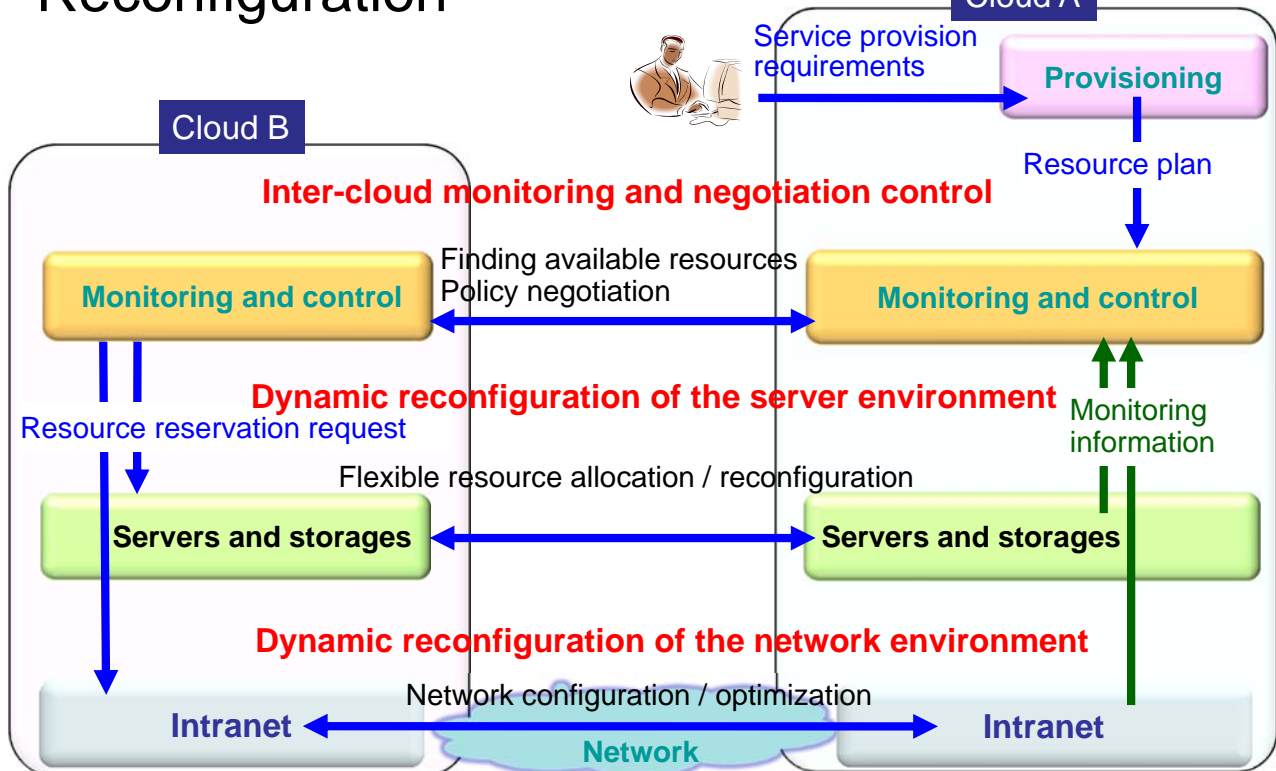 Reconfiguration
Cloud A
Service provision
requirements
Provisioning
Cloud B
Resource plan
Inter-cloud monitoring and negotiation control
Finding available resources
Policy negotiation
Monitoring and control
Monitoring and control
Dynamic reconfiguration of the server environment
Resource reservation request
Monitoring
information
Flexible resource allocation / reconfiguration
Servers and storages
Servers and storages
Dynamic reconfiguration of the network environment
Network configuration / optimization
Intranet
Intranet
Network